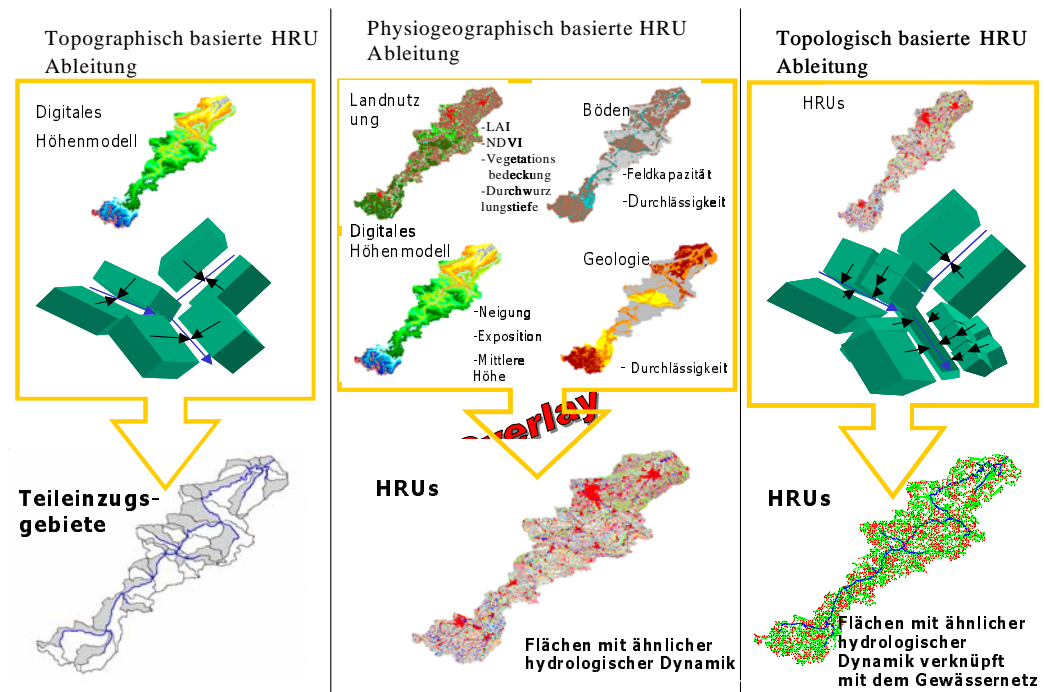 Topographisch basierte HRU
Ableitung
Digitales
Höhenmodell
Teileinzugs-
gebiete
Physiogeographisch basierte HRU
Ableitung
Landnutz
ung
-LAI
-NDVI
-Vegetations
bedeckung
-Durchwurz
lungstiefe
Böden
-Feldkapazität
-Durchlässigkeit
Digitales
Höhenmodell
-Neigung
-Exposition
-Mittlere
Höhe
Geologie
- Durchlässigkeit
Overlay
HRUs
Flächen mit ähnlicher
hydrologischer Dynamik
Topologisch basierte HRU
Ableitung
HRUs
HRUs
Flächen mit ähnlicher
hydrologischer
Dynamik verknüpft
mit dem Gewässernetz